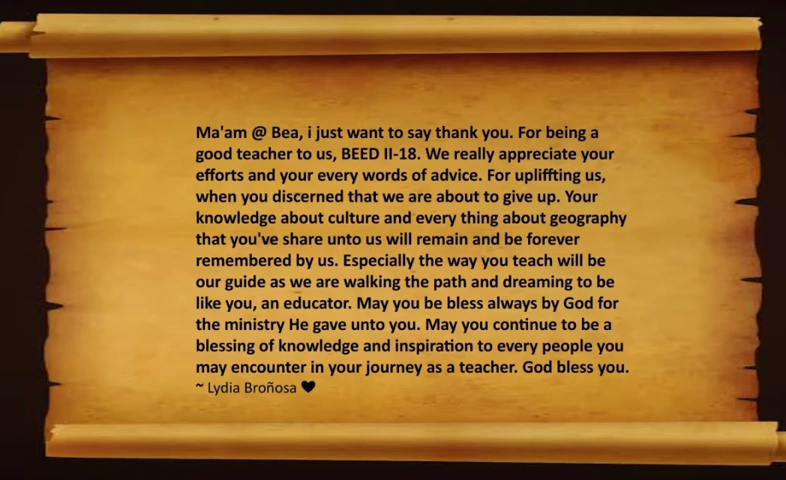 Ma'am @ Bea, i just want to say thank you. For being a
good teacher to us, BEED II-18. We really appreciate your
efforts and your every words of advice. For uplifting us,
when you discerned that we are about to give up. Your
knowledge about culture and every thing about geography
that you've share unto us will remain and be forever
remembered by us. Especially the way you teach will be
our guide as we are walking the path and dreaming to be
like you, an educator. May you be bless always by God for
the ministry He gave unto you. May you continue to be a
blessing of knowledge and inspiration to every people you
may encounter in your journey as a teacher. God bless you.
~ Lydia Broñosa ♥